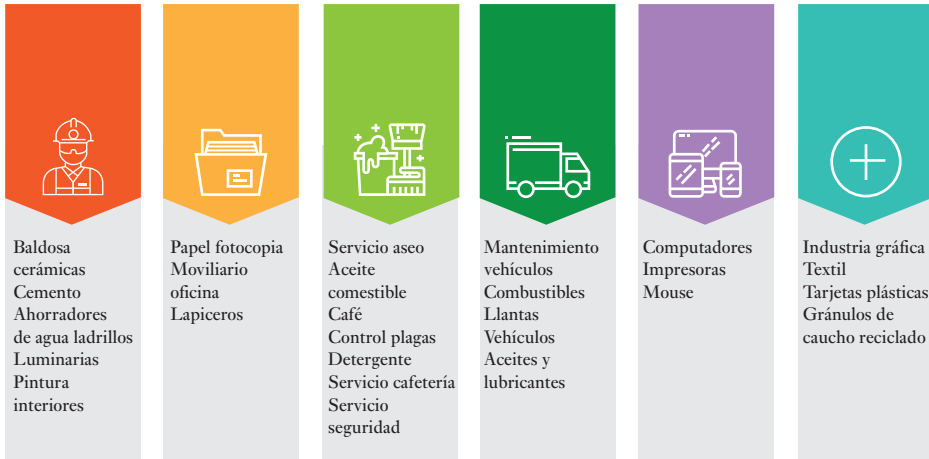 Baldosa
cerámicas
Cemento
Ahorradores
de agua ladrillos
Luminarias
Pintura
interiores
Papel fotocopia
Moviliario
oficina
Lapiceros
Servicio aseo
Aceite
comestible
Café
Control plagas
Detergente
Servicio cafetería
Servicio
seguridad
Mantenimiento
vehículos
Combustibles
Llantas
Vehículos
Aceites y
lubricantes
Computadores
Impresoras
Mouse
Industria gráfica
Textil
Tarjetas plásticas
Gránulos de
caucho reciclado